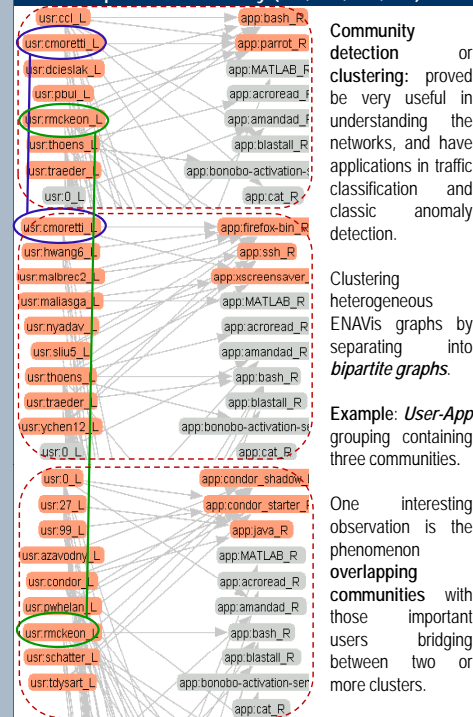 usr:ccl_L
app:bash_R
usr:cmoretti_L
app:parrot_R
usr:dcieslak_L
app:MATLAB_R
usr:pbui_L
app:acroread_
usr:rmckeon_L
app:amandad_R
usr:thoens_L
app:blastall_R
usr:traeder_L
app:bonobo-activation-
usr:0_L
app:cat_R
usr:cmoretti_L
app:firefox-bin_R
usr:hwang6_L
app:ssh_R
usr:malbrec2_L
app:xscreensaver_
usr:maliasga_L
app:MATLAB_R
usr:nyadav_L
app:acroread_R
usr:sliu5_L
app:amandad_R
usr:thoens_L
app:bash_R
usr:traeder_L
app:blastall_R
usr:ychen12_L
app:bonobo-activation-se
usr:0_L
app:cat_R
usr:0_L
app:condor_shadow_
usr:27_L
app:condor_starter_
usr:99_L
app:java_R
usr:azavodny_L
app:MATLAB_R
usr:condor_L
app:acroread_R
usr:pwhelan_L
app:amandad_R
usr:rmckeon_L
app:bash_R
usr:schatter_L
app:blastall_R
usr:tdysart_L
app:bonobo-activation-ser
app:cat_R
Community
detection or
clustering: proved
be very useful in
understanding the
networks, and have
applications in traffic
classification and
classic anomaly
detection.
Clustering
heterogeneous
ENAVis graphs by
separating into
bipartite graphs.
Example: User-App
grouping containing
three communities.
One interesting
observation is the
phenomenon
overlapping
communities with
those important
users bridging
between two or
more clusters.